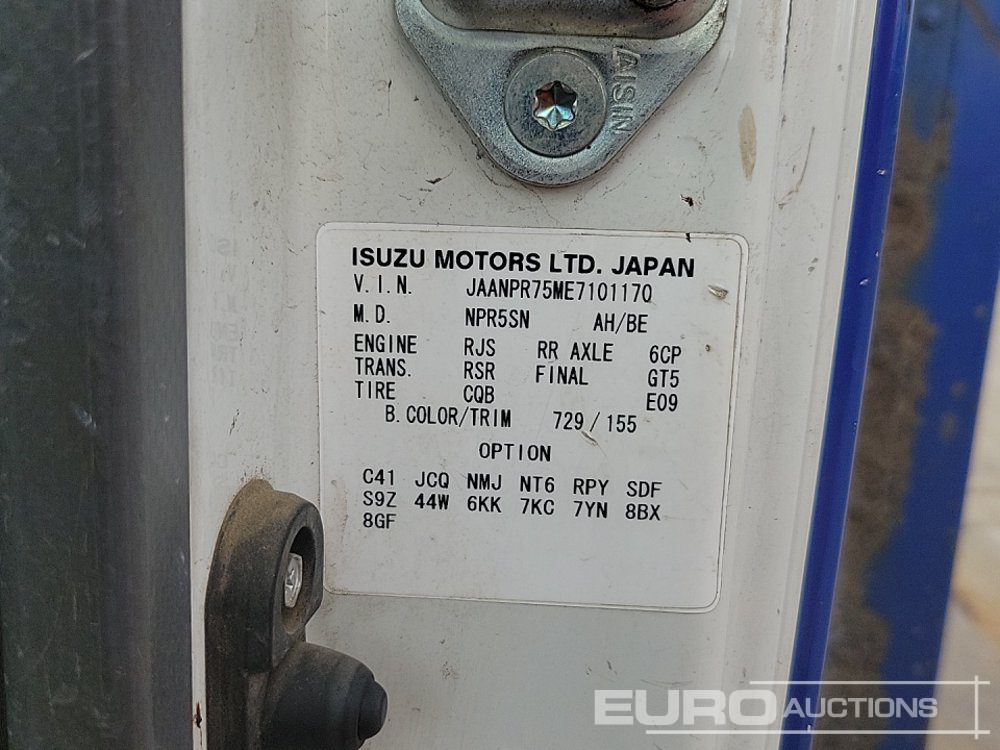 AISIN
ISUZU MOTORS LTD. JAPAN
V.I.N. JAANPR75ME7101170
M.D. NPR5SN AH/BE
ENGINE RJS RR AXLE 6CP
TRANS. RSR FINAL GT5
TIRE CQB E09
B.COLOR/TRIM 729/155
OPTION
C41 JCQ NMJ NT6 RPY SDF
S9Z 44W 6KK 7KC 7YN 8BX
8GF
EURO AUCTIONS